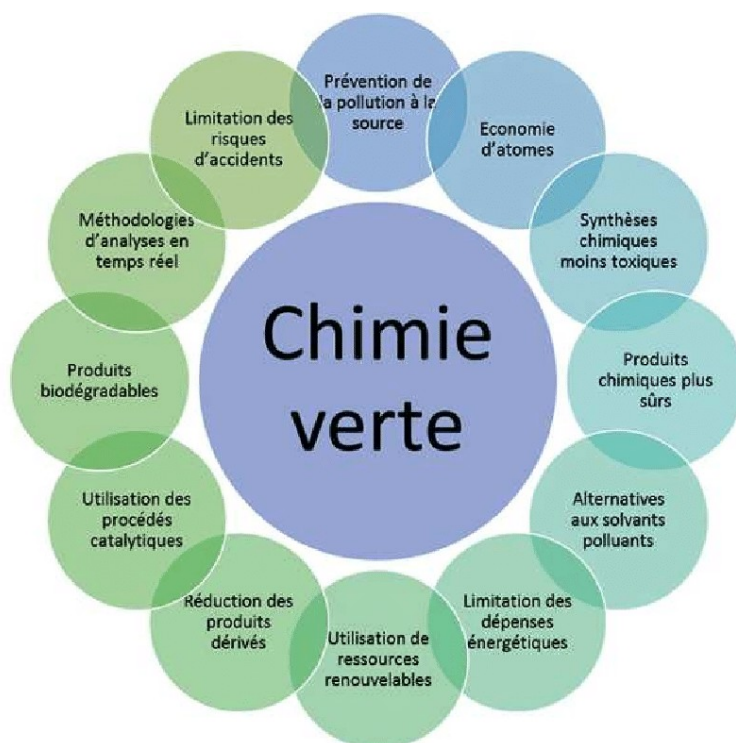 Prévention de
la pollution à la
source
Economie
d'atomes
Synthèses
chimiques
moins toxiques
Produits
chimiques plus
sûrs
Alternatives
aux solvants
polluants
Limitation des
dépenses
énergétiques
Utilisation de
ressources
renouvelables
Réduction des
produits
dérivés
Utilisation des
procédés
catalytiques
Produits
biodégradables
Méthodologies
d'analyses en
temps réel
Limitation des
risques
d'accidents
Chimie
verte